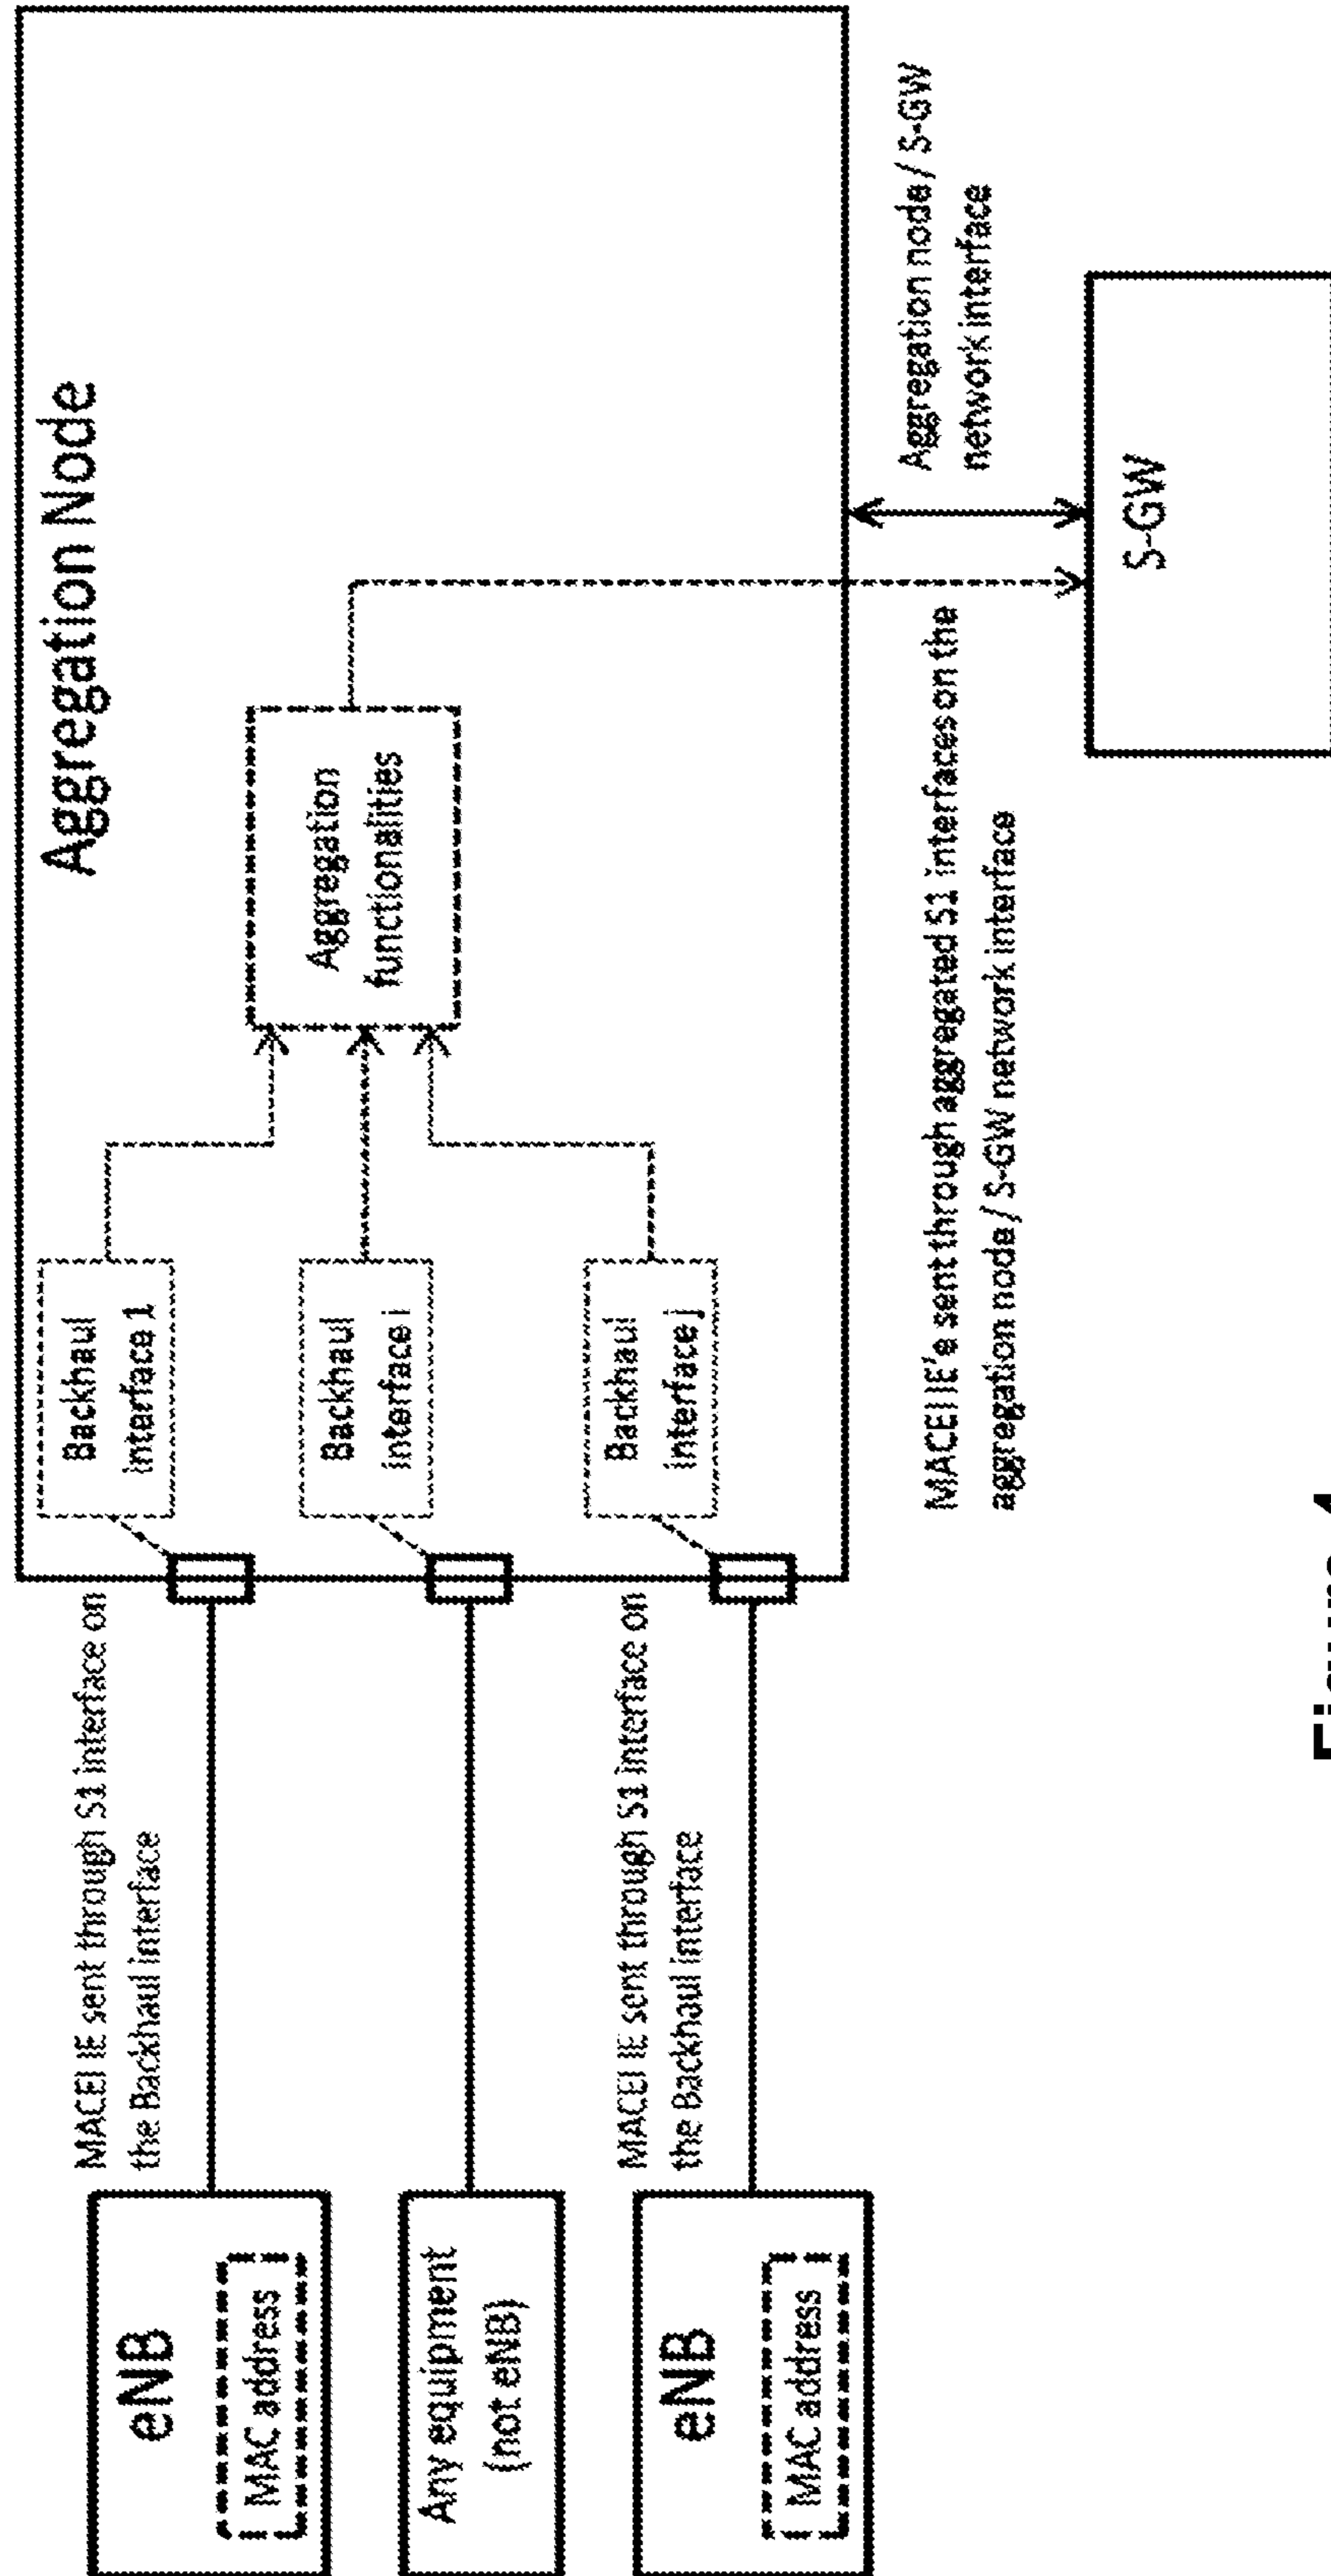 Aggregation Node
eNB
MAC address
MACEI IE sent through S1 interface on
the Backhaul interface
Backhaul
interface 1
Any equipment
(not eNB)
Backhaul
interface i
Aggregation
functionalities
eNB
MAC address
MACEI IE sent through S1 interface on
the Backhaul interface
Backhaul
interface j
MACEI IE's sent through aggregated S1 interfaces on the
aggregation node / S-GW network interface
Aggregation node / S-GW
network interface
S-GW